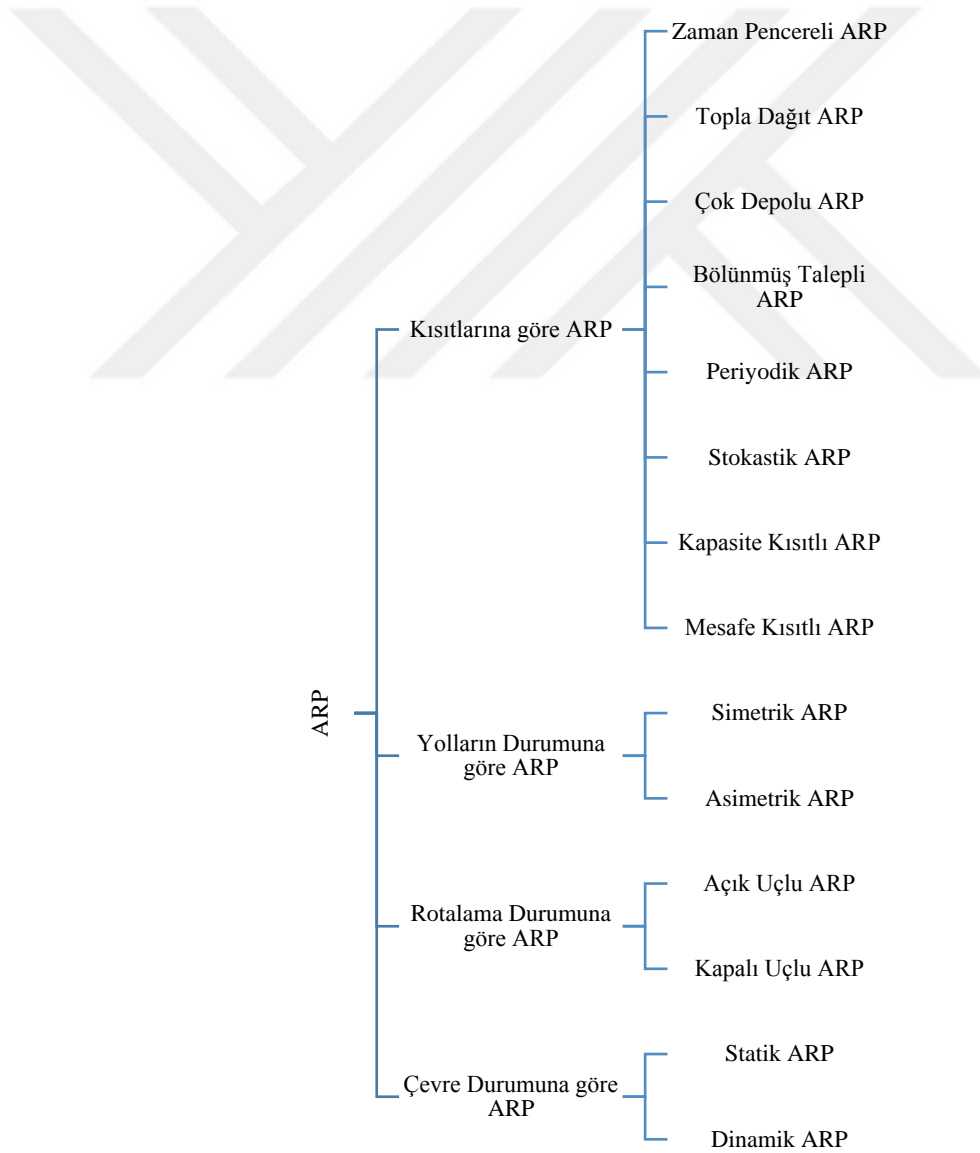 ARP
Kısıtlarına göre ARP
Zaman Pencereli ARP
Topla Dağıt ARP
Çok Depolu ARP
Bölünmüş Talepli
ARP
Periyodik ARP
Stokastik ARP
Kapasite Kısıtlı ARP
Mesafe Kısıtlı ARP
Yolların Durumuna
göre ARP
Simetrik ARP
Asimetrik ARP
Rotalama Durumuna
göre ARP
Açık Uçlu ARP
Kapalı Uçlu ARP
Çevre Durumuna göre
ARP
Statik ARP
Dinamik ARP